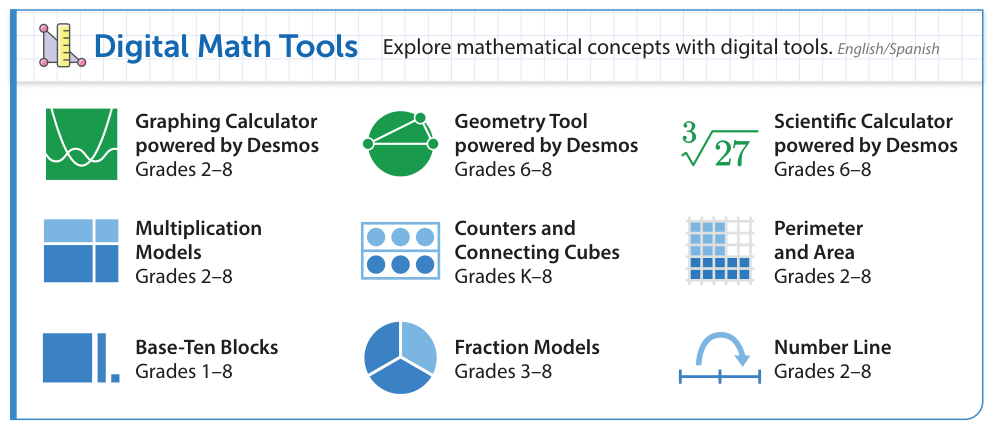 Digital Math Tools Explore mathematical concepts with digital tools. English/Spanish
Graphing Calculator
powered by Desmos
Grades 2–8
Geometry Tool
powered by Desmos
Grades 6–8
3√27
Scientific Calculator
powered by Desmos
Grades 6–8
Multiplication
Models
Grades 2–8
Counters and
Connecting Cubes
Grades K–8
Perimeter
and Area
Grades 2–8
Base-Ten Blocks
Grades 1–8
Fraction Models
Grades 3–8
Number Line
Grades 2–8